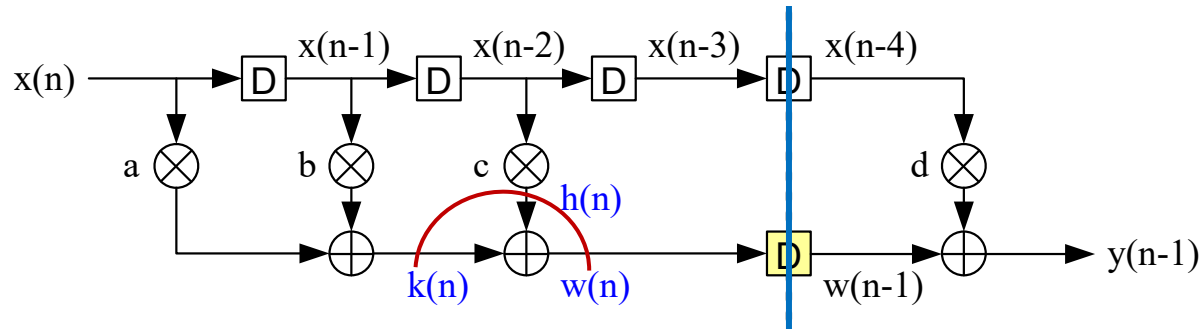 x(n-1) x(n-2) x(n-3) x(n-4)
x(n) D D D D
a b c d
h(n)
D
k(n) w(n) w(n-1) y(n-1)